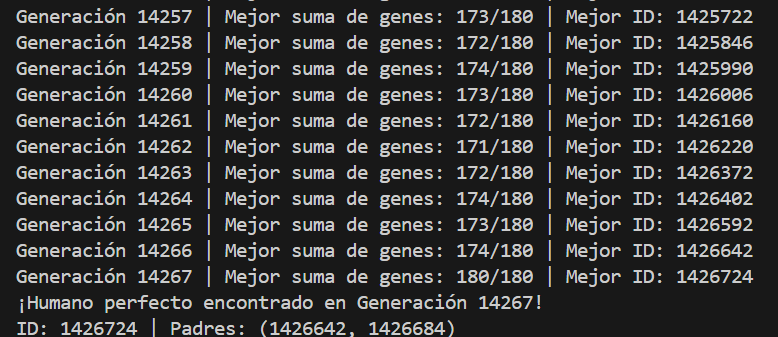 Generación 14257 | Mejor suma de genes: 173/180 | Mejor ID: 1425722
Generación 14258 | Mejor suma de genes: 172/180 | Mejor ID: 1425846
Generación 14259 | Mejor suma de genes: 174/180 | Mejor ID: 1425990
Generación 14260 | Mejor suma de genes: 173/180 | Mejor ID: 1426006
Generación 14261 | Mejor suma de genes: 172/180 | Mejor ID: 1426160
Generación 14262 | Mejor suma de genes: 171/180 | Mejor ID: 1426220
Generación 14263 | Mejor suma de genes: 172/180 | Mejor ID: 1426372
Generación 14264 | Mejor suma de genes: 174/180 | Mejor ID: 1426402
Generación 14265 | Mejor suma de genes: 173/180 | Mejor ID: 1426592
Generación 14266 | Mejor suma de genes: 174/180 | Mejor ID: 1426642
Generación 14267 | Mejor suma de genes: 180/180 | Mejor ID: 1426724
¡Humano perfecto encontrado en Generación 14267!
ID: 1426724 | Padres: (1426642, 1426684)